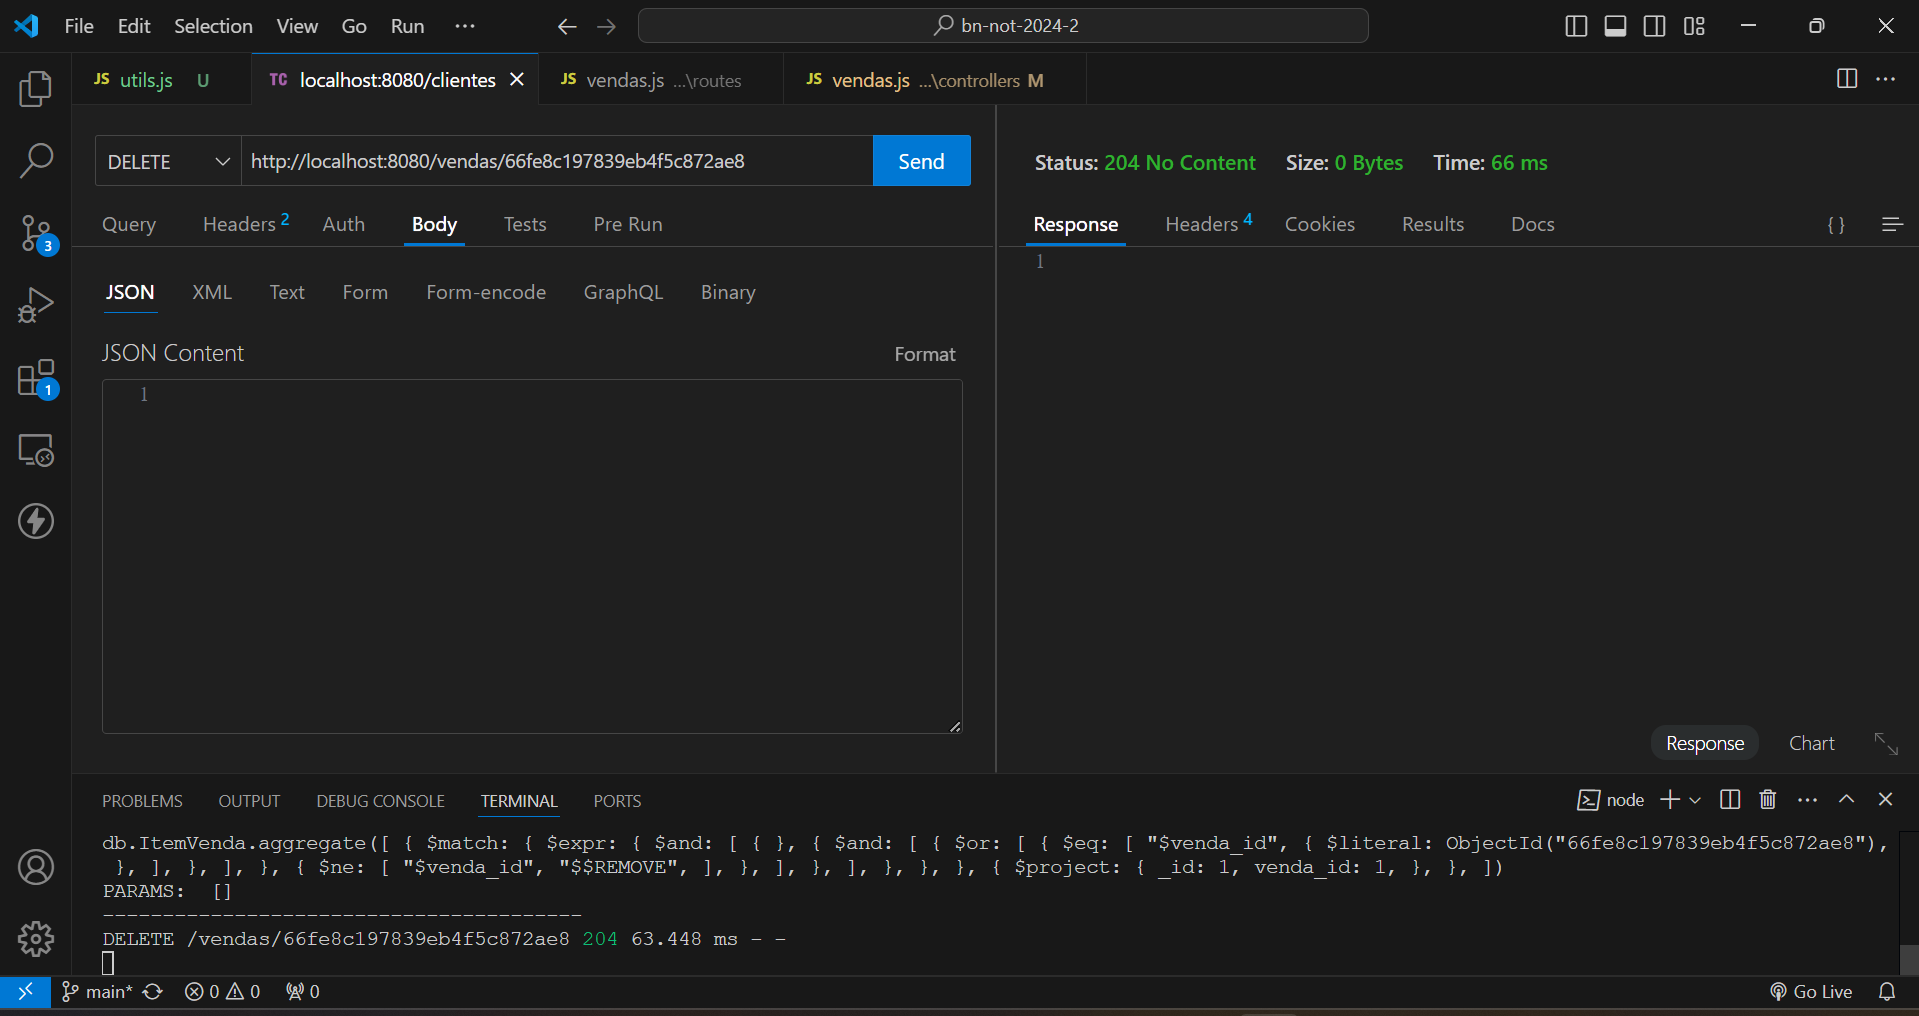 File Edit Selection View Go Run ··· bn-not-2024-2
JS utils.js U TC localhost:8080/clientes JS vendas.js ...\routes JS vendas.js ...\controllers M
DELETE http://localhost:8080/vendas/66fe8c197839eb4f5c872ae8 Send
Status: 204 No Content Size: 0 Bytes Time: 66 ms
Query Headers 2 Auth Body Tests Pre Run
Response Headers 4 Cookies Results Docs { }
1
JSON XML Text Form Form-encode GraphQL Binary
JSON Content Format
1
3
1
Response Chart
PROBLEMS OUTPUT DEBUG CONSOLE TERMINAL PORTS node
db.ItemVenda.aggregate([ { $match: { $expr: { $and: [ { }, { $and: [ { $or: [ { $eq: [ "$venda_id", { $literal: ObjectId("66fe8c197839eb4f5c872ae8"),
}, ], }, ], }, { $ne: [ "$venda_id", "$$REMOVE", ], }, ], }, ], }, }, }, { $project: { _id: 1, venda_id: 1, }, }, ])
PARAMS: []
----------------------------------------
DELETE /vendas/66fe8c197839eb4f5c872ae8 204 63.448 ms - -
main* 0 0 0 Go Live